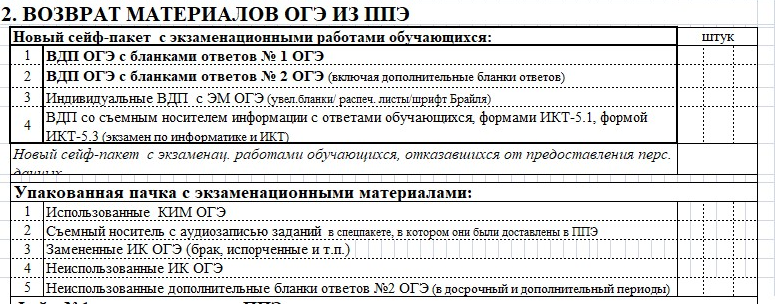 2. ВОЗВРАТ МАТЕРИАЛОВ ОГЭ ИЗ ППЭ
Новый сейф-пакет с экзаменационными работами обучающихся: штук
1 ВДП ОГЭ с бланками ответов № 1 ОГЭ
2 ВДП ОГЭ с бланками ответов № 2 ОГЭ (включая дополнительные бланки ответов)
3 Индивидуальные ВДП с ЭМ ОГЭ (увел.бланки/ распеч. листы/шрифт Брайля)
4 ВДП со съемным носителем информации с ответами обучающихся, формами ИКТ-5.1, формой
ИКТ-5.3 (экзамен по информатике и ИКТ)
Новый сейф-пакет с экзаменац. работами обучающихся, отказавшихся от предоставления перс.
данных
Упакованная пачка с экзаменационными материалами:
1 Использованные КИМ ОГЭ
2 Съемный носитель с аудиозаписью заданий в спецпакете, в котором они были доставлены в ППЭ
3 Замененные ИК ОГЭ (брак, испорченные и т.п.)
4 Неиспользованные ИК ОГЭ
5 Неиспользованные дополнительные бланки ответов №2 ОГЭ (в досрочный и дополнительный периоды)